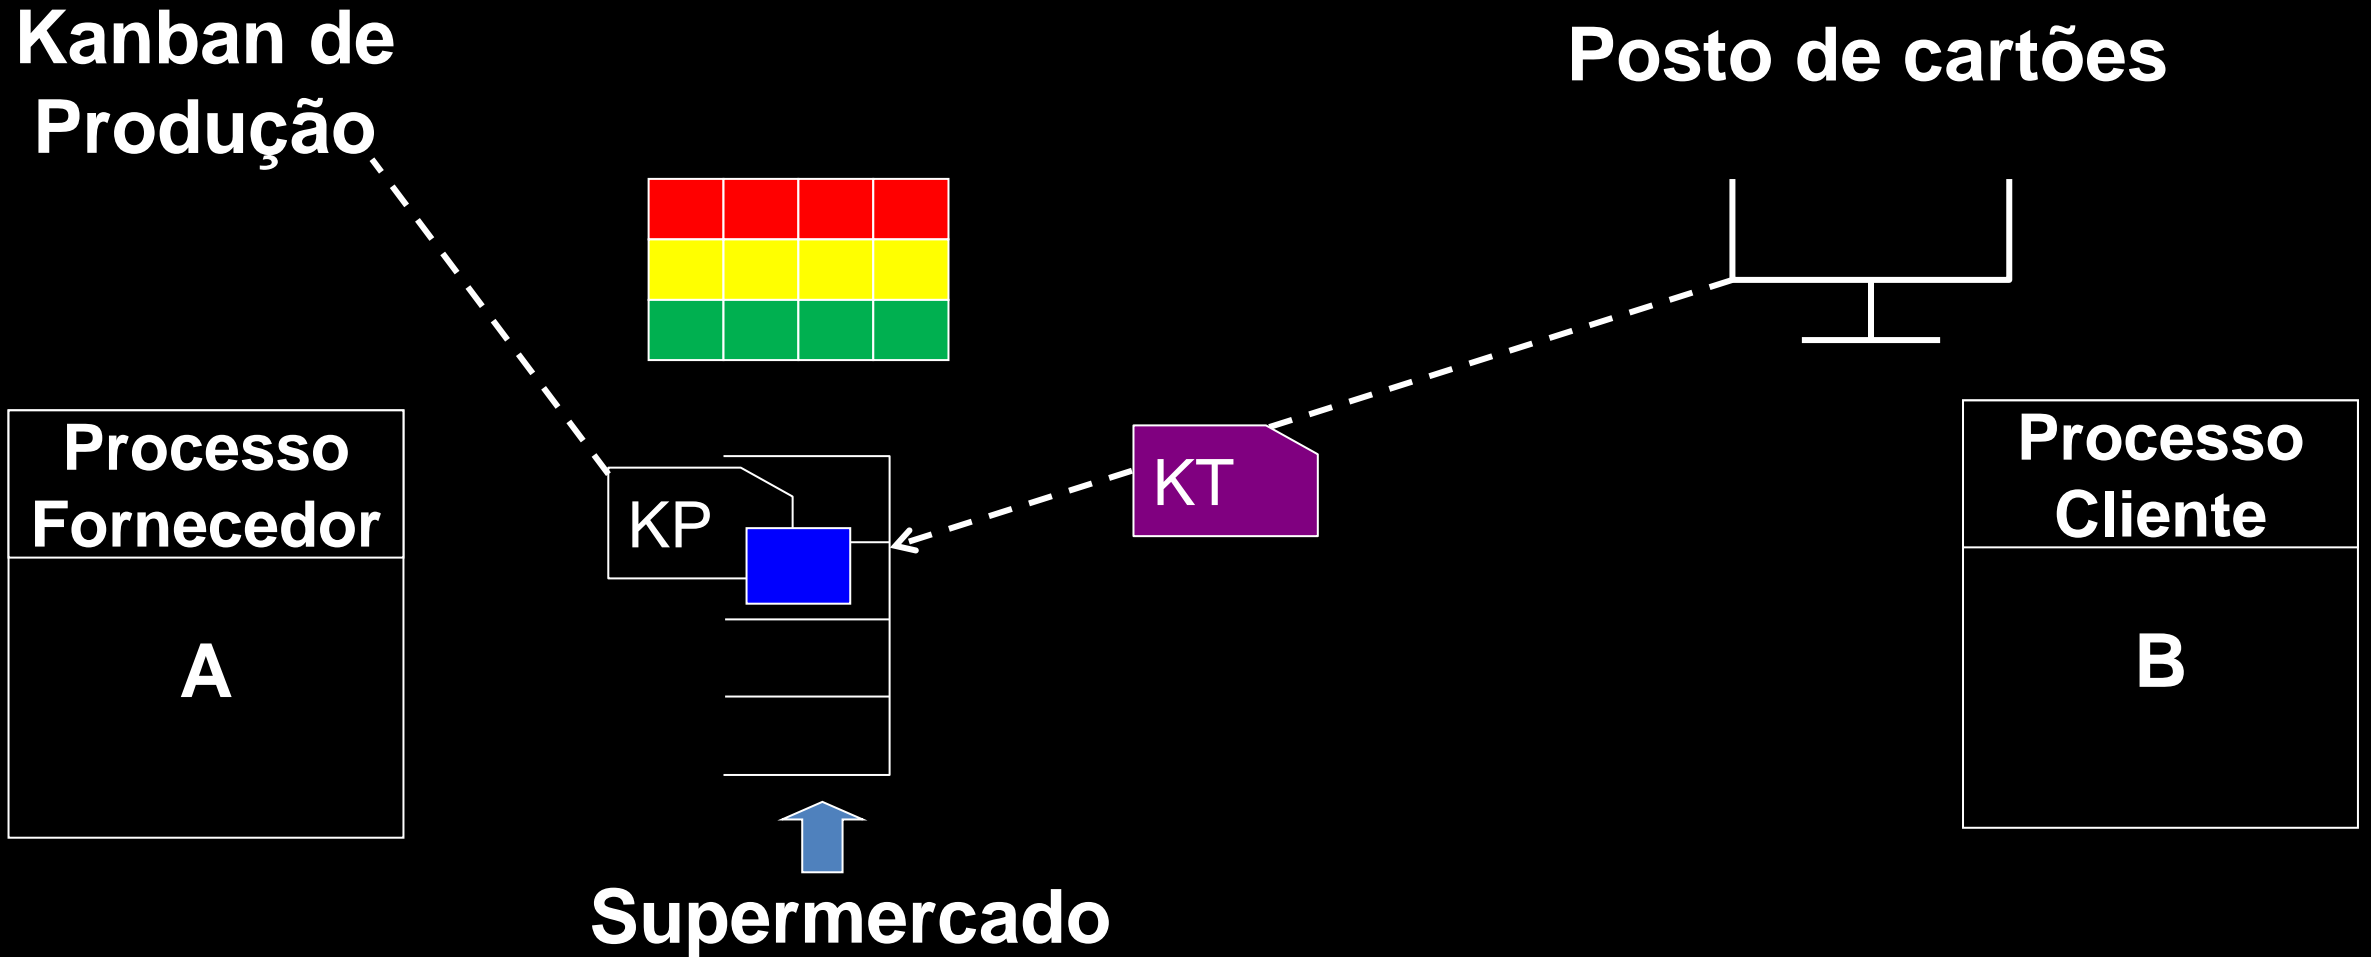 Kanban de
Produção
Posto de cartões
Processo
Fornecedor
A
KP
KT
Processo
Cliente
B
Supermercado